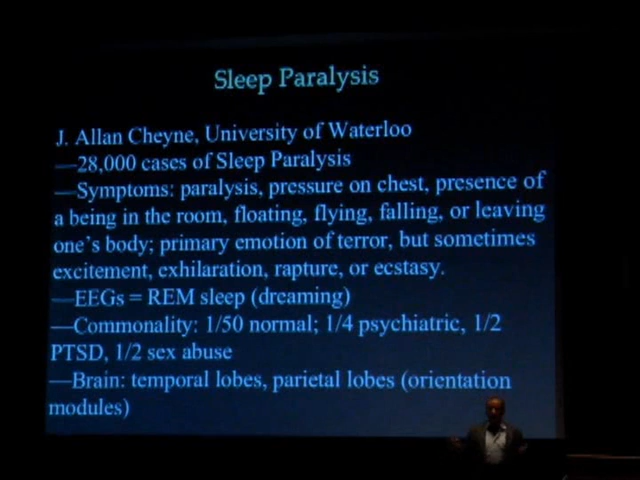 Sleep Paralysis
J. Allan Cheyne, University of Waterloo
—28,000 cases of Sleep Paralysis
—Symptoms: paralysis, pressure on chest, presence of
a being in the room, floating, flying, falling, or leaving
one's body; primary emotion of terror, but sometimes
excitement, exhilaration, rapture, or ecstasy.
—EEGs = REM sleep (dreaming)
—Commonality: 1/50 normal; 1/4 psychiatric, 1/2
PTSD, 1/2 sex abuse
—Brain: temporal lobes, parietal lobes (orientation
modules)